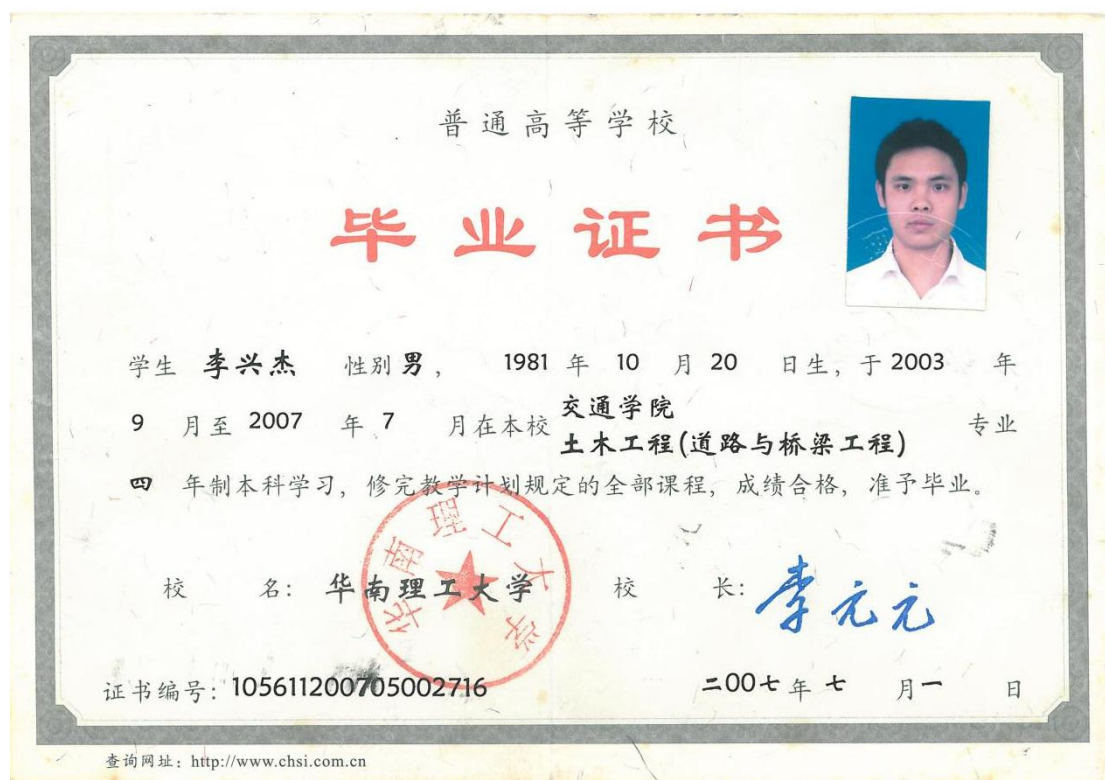 普通高等学校
毕业证书
学生 李兴杰 性别 男, 1981 年 10 月 20 日生, 于 2003 年
9 月至 2007 年 7 月在本校 交通学院
土木工程(道路与桥梁工程) 专业
四 年制本科学习, 修完教学计划规定的全部课程, 成绩合格, 准予毕业。
华南理工大学
校 名: 华南理工大学 校 长: 李元元
证书编号: 105611200705002716 二00七 年 七 月 一 日
查询网址: http://www.chsi.com.cn